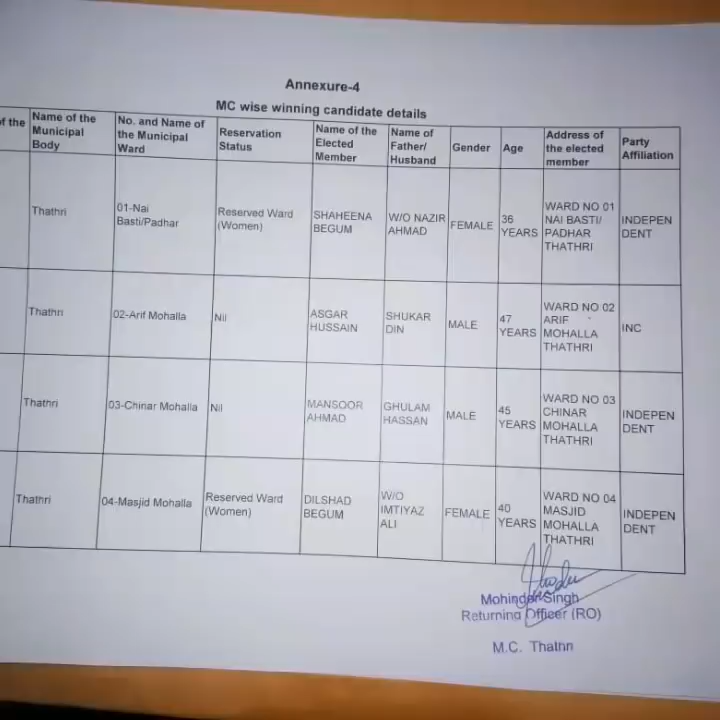 Annexure-4
MC wise winning candidate details
of the | Name of the Municipal Body | No. and Name of the Municipal Ward | Reservation Status | Name of the Elected Member | Name of Father/ Husband | Gender | Age | Address of the elected member | Party Affiliation
Thathri | 01-Nai Basti/Padhar | Reserved Ward (Women) | SHAHEENA BEGUM | W/O NAZIR AHMAD | FEMALE | 36 YEARS | WARD NO 01 NAI BASTI/ PADHAR THATHRI | INDEPEN DENT
Thathri | 02-Arif Mohalla | Nil | ASGAR HUSSAIN | SHUKAR DIN | MALE | 47 YEARS | WARD NO 02 ARIF MOHALLA THATHRI | INC
Thathri | 03-Chinar Mohalla | Nil | MANSOOR AHMAD | GHULAM HASSAN | MALE | 45 YEARS | WARD NO 03 CHINAR MOHALLA THATHRI | INDEPEN DENT
Thathri | 04-Masjid Mohalla | Reserved Ward (Women) | DILSHAD BEGUM | W/O IMTIYAZ ALI | FEMALE | 40 YEARS | WARD NO 04 MASJID MOHALLA THATHRI | INDEPEN DENT
Mohinder Singh
Returning Officer (RO)
M.C. Thathri